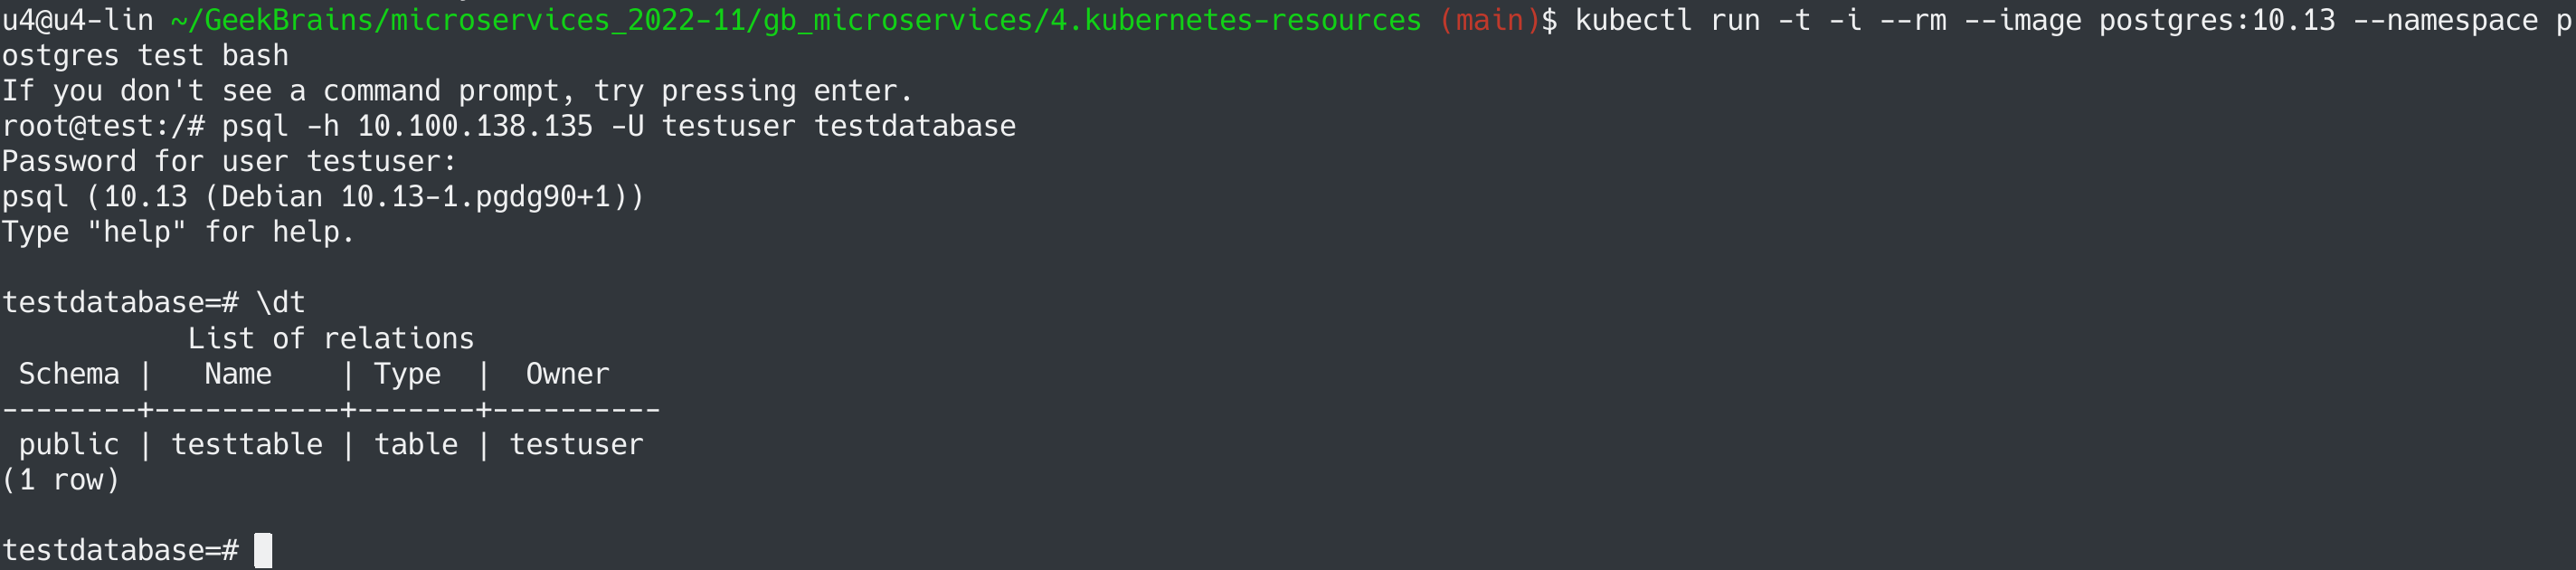 u4@u4-lin ~/GeekBrains/microservices_2022-11/gb_microservices/4.kubernetes-resources (main)$ kubectl run -t -i --rm --image postgres:10.13 --namespace p
ostgres test bash
If you don't see a command prompt, try pressing enter.
root@test:/# psql -h 10.100.138.135 -U testuser testdatabase
Password for user testuser:
psql (10.13 (Debian 10.13-1.pgdg90+1))
Type "help" for help.

testdatabase=# \dt
           List of relations
 Schema |   Name    | Type  |  Owner
--------+-----------+-------+----------
 public | testtable | table | testuser
(1 row)

testdatabase=#